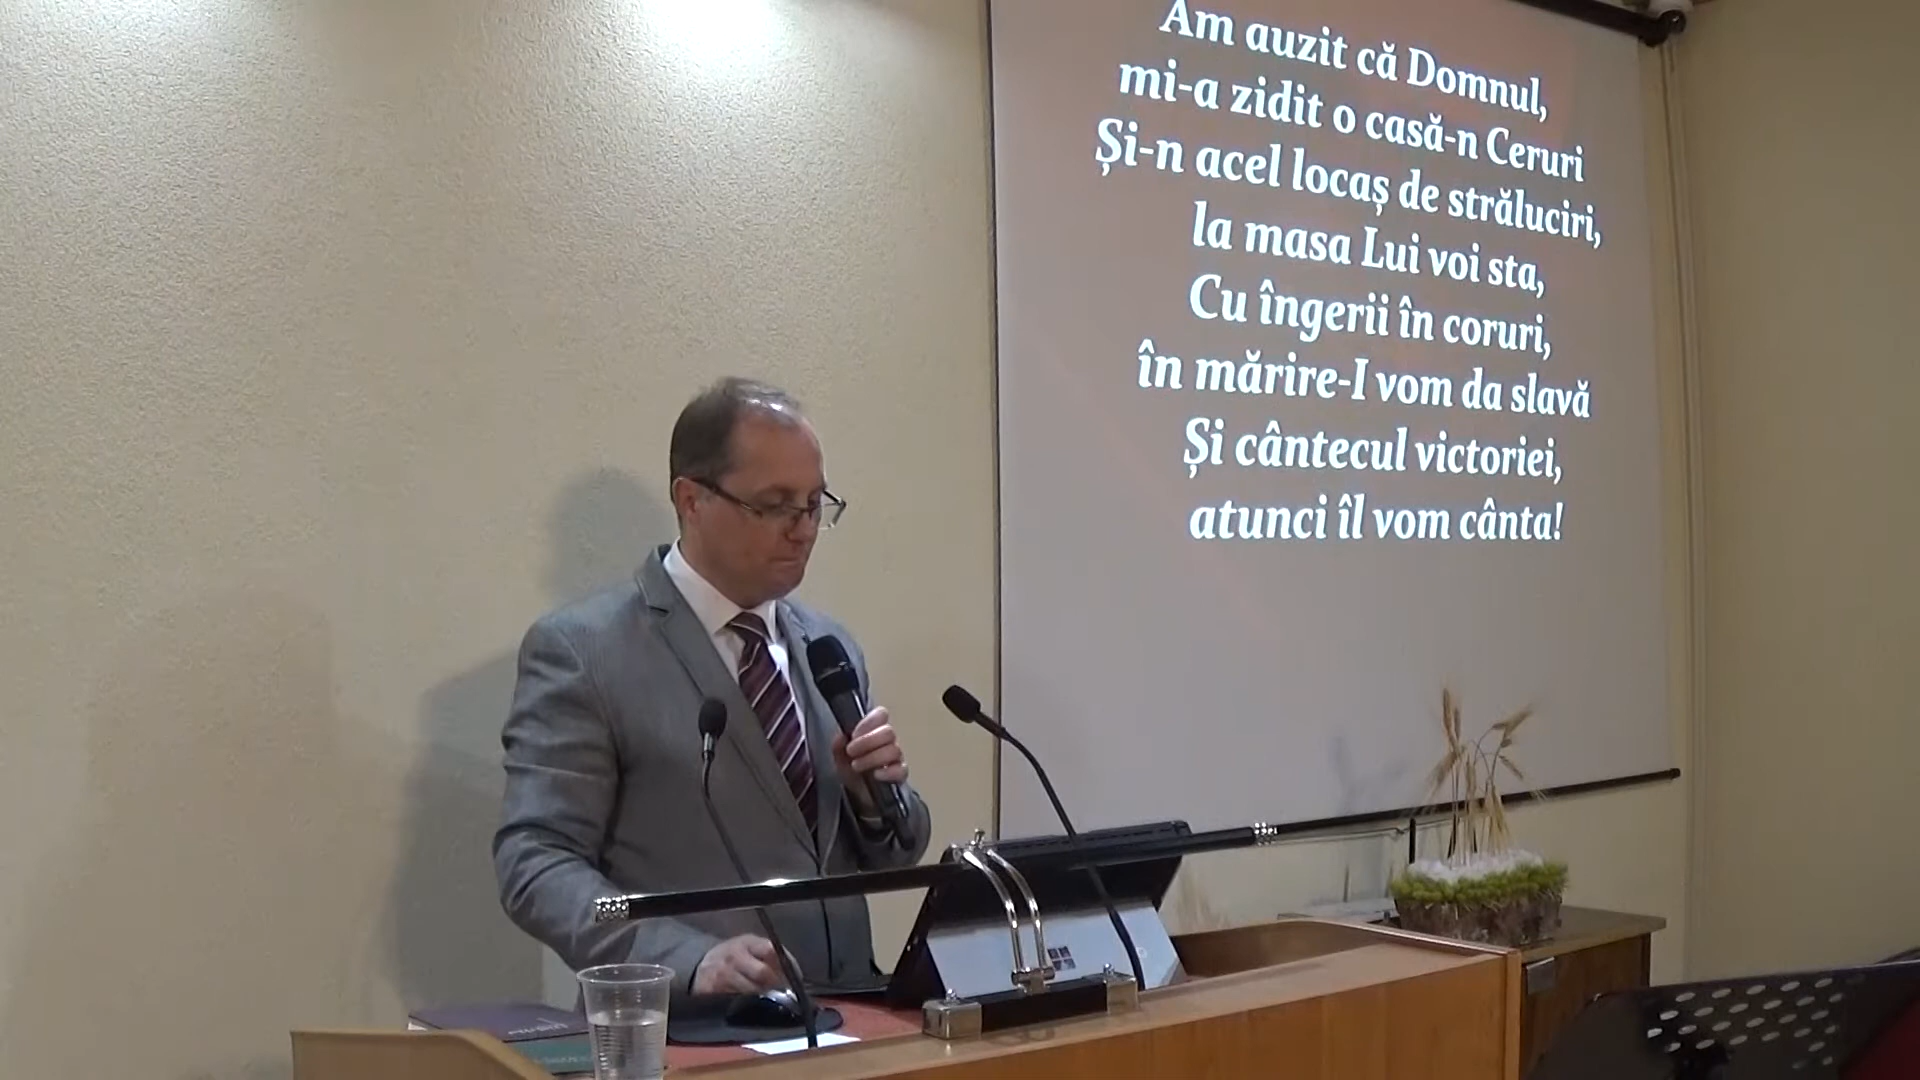 Am auzit că Domnul,
mi-a zidit o casă-n Ceruri
Și-n acel locaș de străluciri,
la masa Lui voi sta,
Cu îngerii în coruri,
în mărire-I vom da slavă
Și cântecul victoriei,
atunci îl vom cânta!